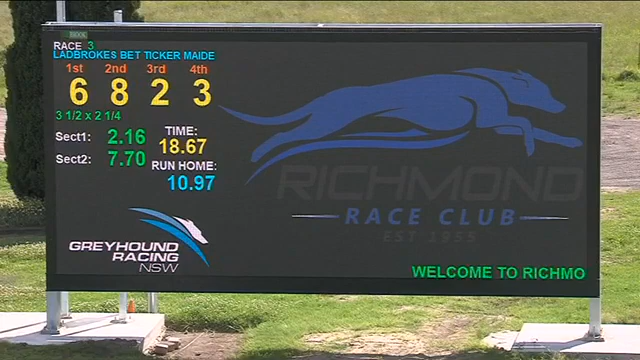 RACE 3
LADBROKES BET TICKER MAIDE
1st 2nd 3rd 4th
6 8 2 3
3 1/2 x 2 1/4
Sect1: 2.16
Sect2: 7.70
TIME:
18.67
RUN HOME:
10.97
RICHMOND
RACE CLUB
EST 1955
GREYHOUND
RACING
NSW
WELCOME TO RICHMO